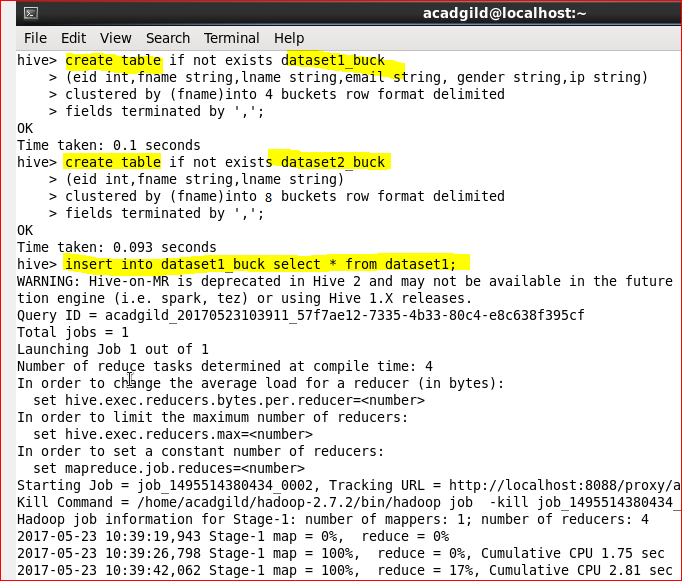 acadgild@localhost:~
File Edit View Search Terminal Help
hive> create table if not exists dataset1_buck
    > (eid int,fname string,lname string,email string, gender string,ip string)
    > clustered by (fname)into 4 buckets row format delimited
    > fields terminated by ',';
OK
Time taken: 0.1 seconds
hive> create table if not exists dataset2_buck
    > (eid int,fname string,lname string)
    > clustered by (fname)into 8 buckets row format delimited
    > fields terminated by ',';
OK
Time taken: 0.093 seconds
hive> insert into dataset1_buck select * from dataset1;
WARNING: Hive-on-MR is deprecated in Hive 2 and may not be available in the future
tion engine (i.e. spark, tez) or using Hive 1.X releases.
Query ID = acadgild_20170523103911_57f7ae12-7335-4b33-80c4-e8c638f395cf
Total jobs = 1
Launching Job 1 out of 1
Number of reduce tasks determined at compile time: 4
In order to change the average load for a reducer (in bytes):
  set hive.exec.reducers.bytes.per.reducer=<number>
In order to limit the maximum number of reducers:
  set hive.exec.reducers.max=<number>
In order to set a constant number of reducers:
  set mapreduce.job.reduces=<number>
Starting Job = job_1495514380434_0002, Tracking URL = http://localhost:8088/proxy/a
Kill Command = /home/acadgild/hadoop-2.7.2/bin/hadoop job  -kill job_1495514380434_
Hadoop job information for Stage-1: number of mappers: 1; number of reducers: 4
2017-05-23 10:39:19,943 Stage-1 map = 0%,  reduce = 0%
2017-05-23 10:39:26,798 Stage-1 map = 100%,  reduce = 0%, Cumulative CPU 1.75 sec
2017-05-23 10:39:42,062 Stage-1 map = 100%,  reduce = 17%, Cumulative CPU 2.81 sec